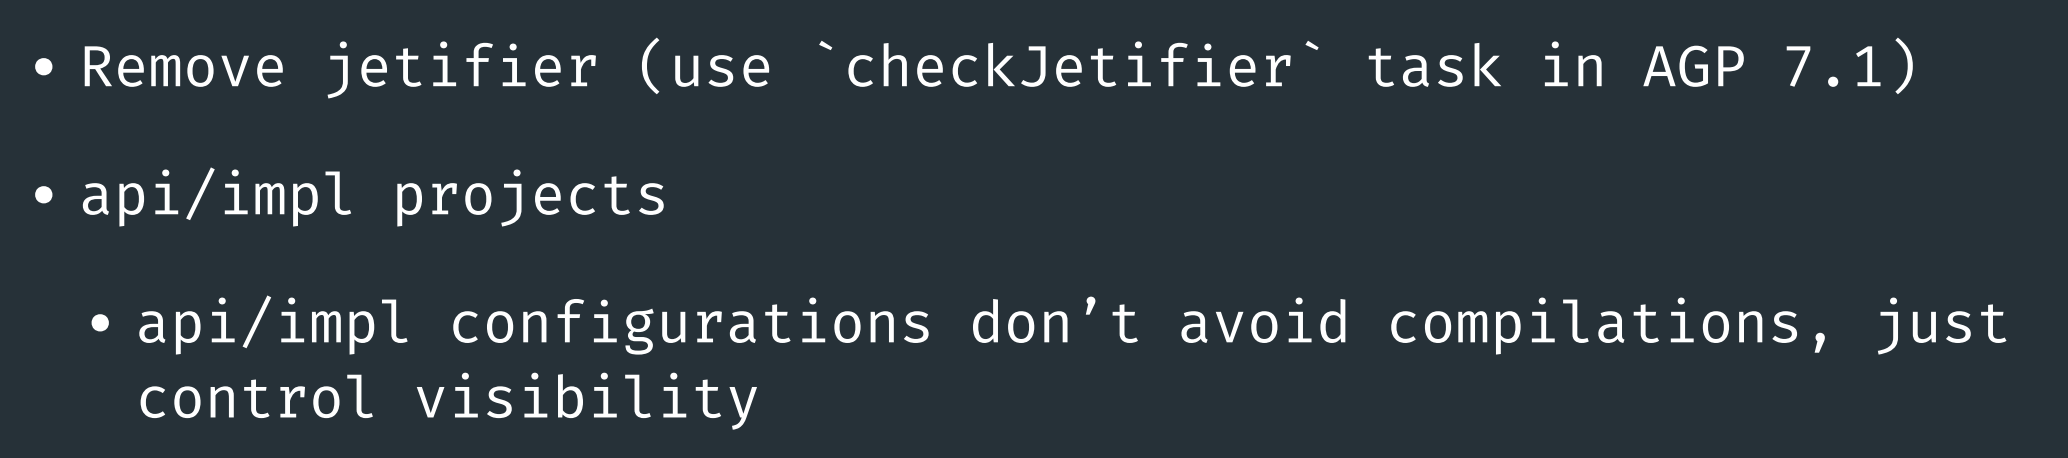 • Remove jetifier (use `checkJetifier` task in AGP 7.1)
• api/impl projects
• api/impl configurations don’t avoid compilations, just
control visibility